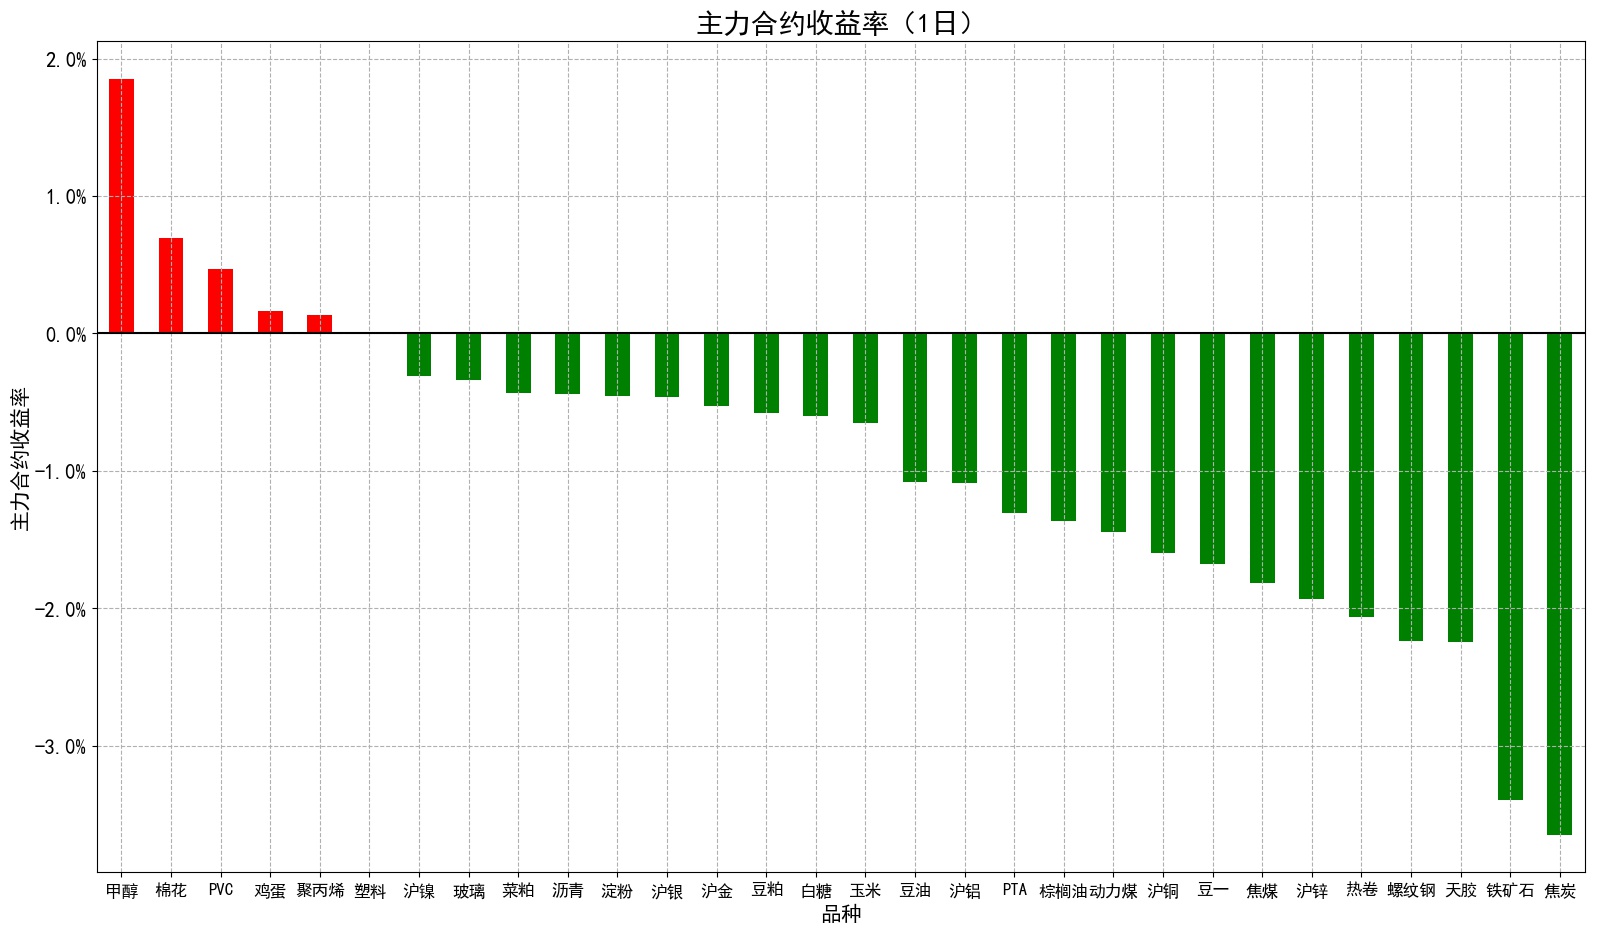 主力合约收益率（1日）
主力合约收益率
2.0%
1.0%
0.0%
−1.0%
−2.0%
−3.0%
甲醇 棉花 PVC 鸡蛋 聚丙烯 塑料 沪镍 玻璃 菜粕 沥青 淀粉 沪银 沪金 豆粕 白糖 玉米 豆油 沪铝 PTA 棕榈油 动力煤 沪铜 豆一 焦煤 沪锌 热卷 螺纹钢 天胶 铁矿石 焦炭
品种